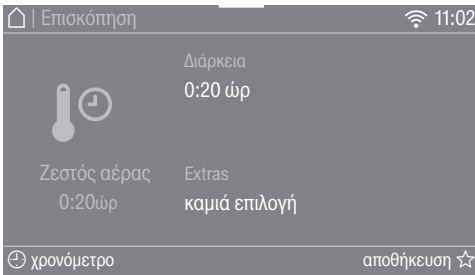 | Επισκόπηση
11:02
Διάρκεια
0:20 ώρ
Ζεστός αέρας
0:20ώρ
Extras
καμιά επιλογή
χρονόμετρο
αποθήκευση